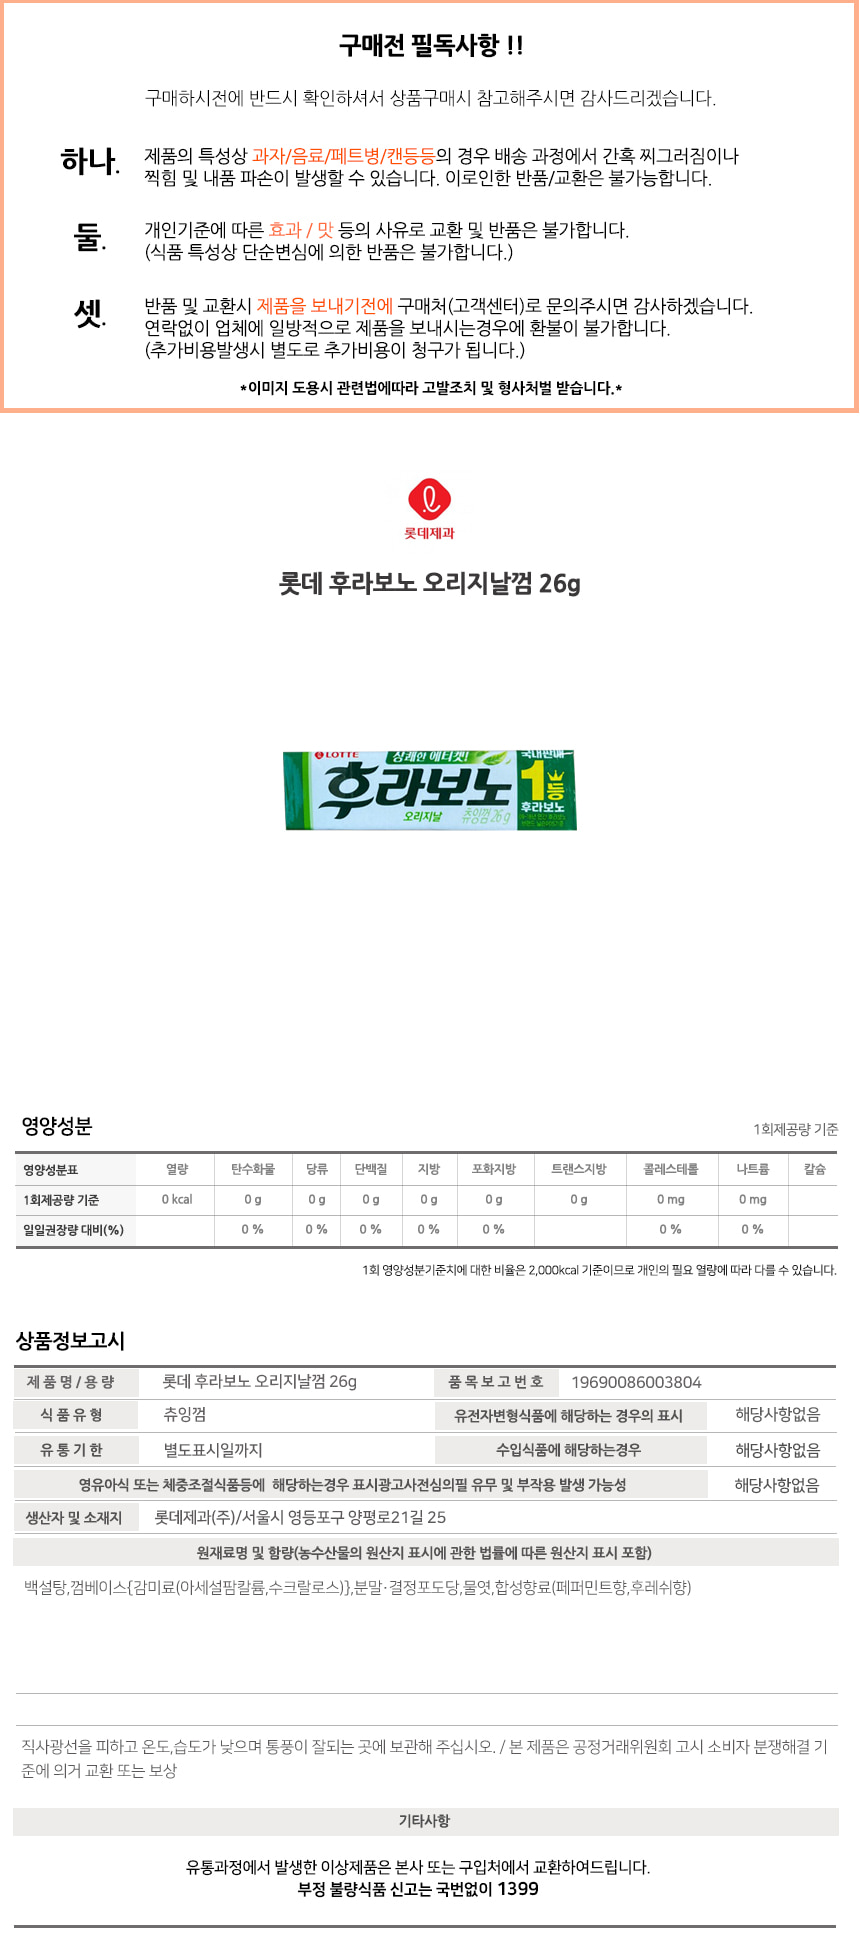 구매전 필독사항 !!
구매하시전에 반드시 확인하셔서 상품구매시 참고해주시면 감사드리겠습니다.
하나. 제품의 특성상 과자/음료/페트병/캔등등의 경우 배송 과정에서 간혹 찌그러짐이나
찍힘 및 내품 파손이 발생할 수 있습니다. 이로인한 반품/교환은 불가능합니다.
둘. 개인기준에 따른 효과 / 맛 등의 사유로 교환 및 반품은 불가합니다.
(식품 특성상 단순변심에 의한 반품은 불가합니다.)
셋. 반품 및 교환시 제품을 보내기전에 구매처(고객센터)로 문의주시면 감사하겠습니다.
연락없이 업체에 일방적으로 제품을 보내시는경우에 환불이 불가합니다.
(추가비용발생시 별도로 추가비용이 청구가 됩니다.)
*이미지 도용시 관련법에따라 고발조치 및 형사처벌 받습니다.*
롯데제과
롯데 후라보노 오리지날껌 26g
LOTTE 상쾌한 에티켓! 국내판매
후라보노 1등
오리지날 츄잉껌 26g 후라보노
영양성분
1회제공량 기준
영양성분표 열량 탄수화물 당류 단백질 지방 포화지방 트랜스지방 콜레스테롤 나트륨 칼슘
1회제공량 기준 0 kcal 0 g 0 g 0 g 0 g 0 g 0 g 0 mg 0 mg
일일권장량 대비(%) 0 % 0 % 0 % 0 % 0 % 0 % 0 %
1회 영양성분기준치에 대한 비율은 2,000kcal 기준이므로 개인의 필요 열량에 따라 다를 수 있습니다.
상품정보고시
제품명/용량 롯데 후라보노 오리지날껌 26g 품목보고번호 19690086003804
식품유형 츄잉껌 유전자변형식품에 해당하는 경우의 표시 해당사항없음
유통기한 별도표시일까지 수입식품에 해당하는경우 해당사항없음
영유아식 또는 체중조절식품등에 해당하는경우 표시광고사전심의필 유무 및 부작용 발생 가능성 해당사항없음
생산자 및 소재지 롯데제과(주)/서울시 영등포구 양평로21길 25
원재료명 및 함량(농수산물의 원산지 표시에 관한 법률에 따른 원산지 표시 포함)
백설탕,껌베이스{감미료(아세설팜칼륨,수크랄로스)},분말·결정포도당,물엿,합성향료(페퍼민트향,후레쉬향)
직사광선을 피하고 온도,습도가 낮으며 통풍이 잘되는 곳에 보관해 주십시오. / 본 제품은 공정거래위원회 고시 소비자 분쟁해결 기
준에 의거 교환 또는 보상
기타사항
유통과정에서 발생한 이상제품은 본사 또는 구입처에서 교환하여드립니다.
부정 불량식품 신고는 국번없이 1399